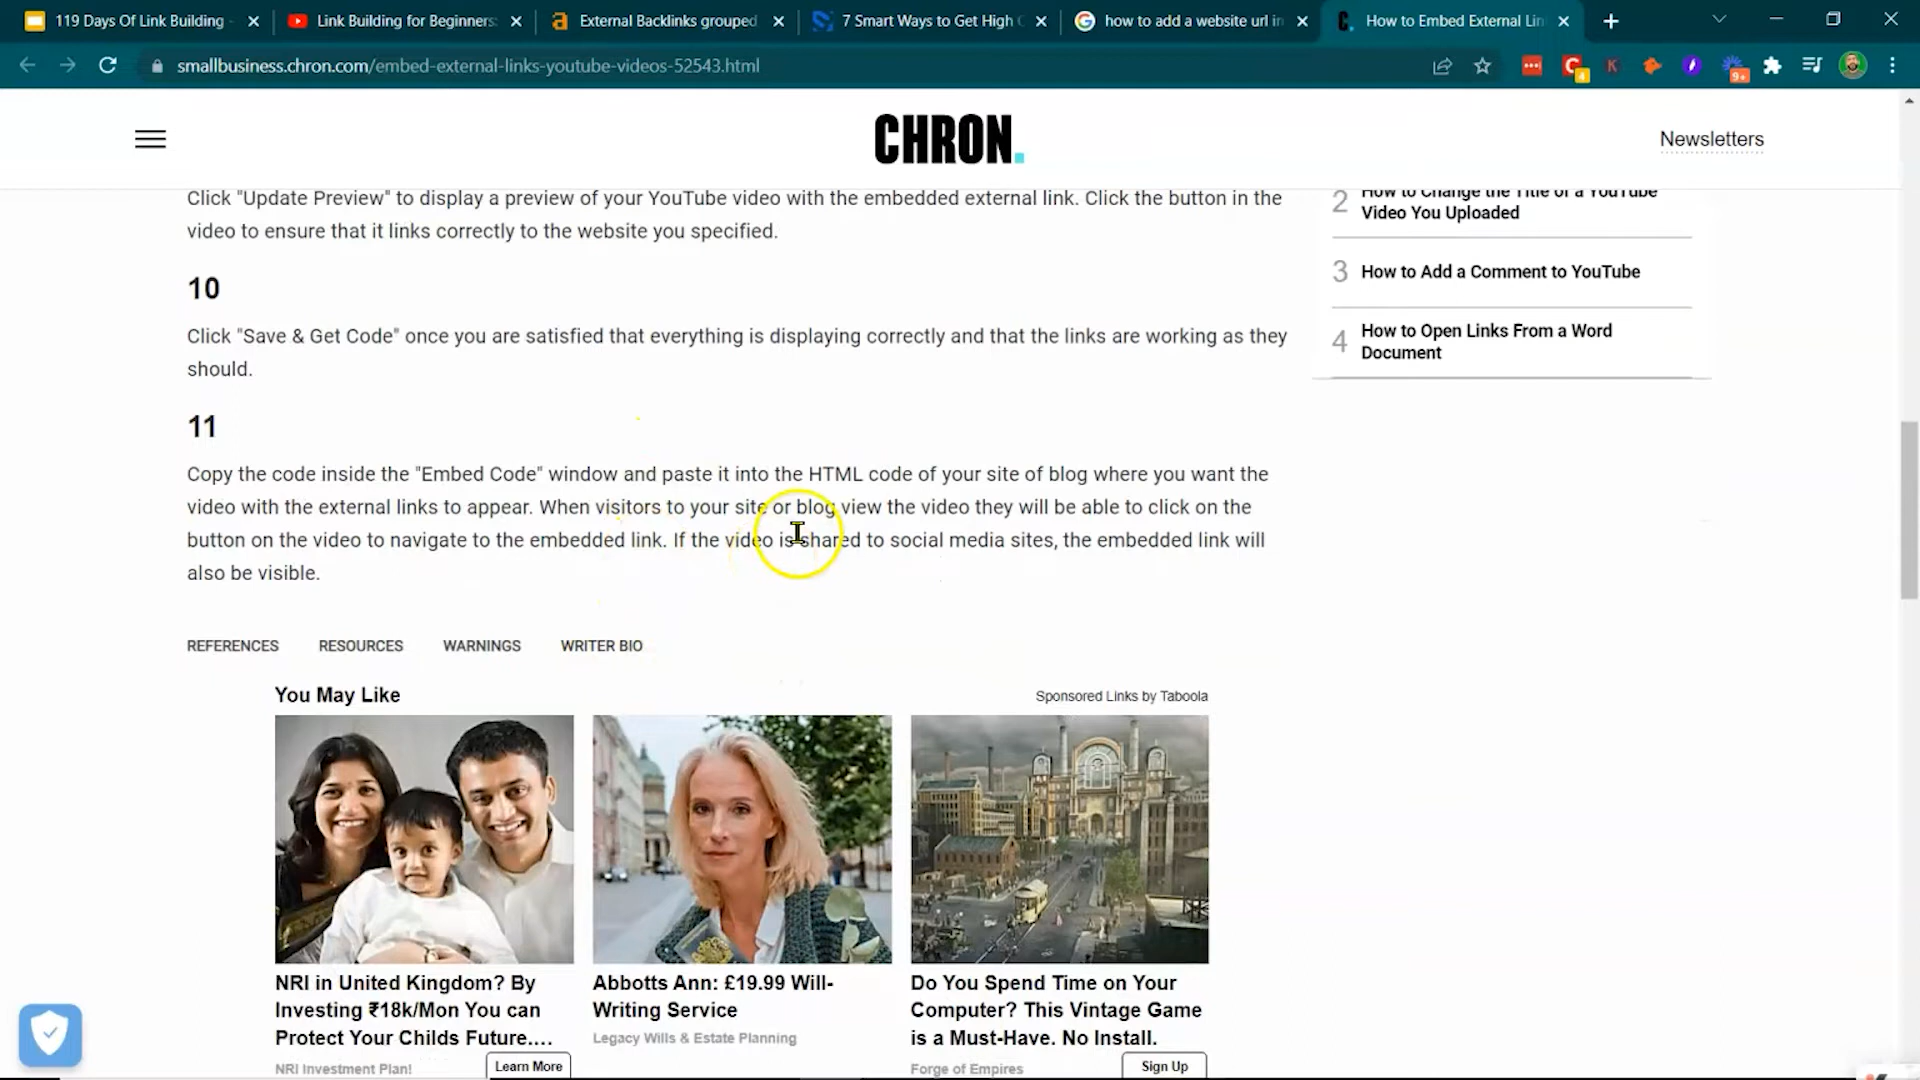 119 Days Of Link Building -
Link Building for Beginners:
External Backlinks grouped
7 Smart Ways to Get High
how to add a website url in
How to Embed External Lin
smallbusiness.chron.com/embed-external-links-youtube-videos-52543.html
4
9+
CHRON.
Newsletters
Click "Update Preview" to display a preview of your YouTube video with the embedded external link. Click the button in the
video to ensure that it links correctly to the website you specified.
10
Click "Save & Get Code" once you are satisfied that everything is displaying correctly and that the links are working as they
should.
11
Copy the code inside the "Embed Code" window and paste it into the HTML code of your site of blog where you want the
video with the external links to appear. When visitors to your site or blog view the video they will be able to click on the
button on the video to navigate to the embedded link. If the video is shared to social media sites, the embedded link will
also be visible.
2
How to Change the Title of a YouTube
Video You Uploaded
3 How to Add a Comment to YouTube
4
How to Open Links From a Word
Document
REFERENCES RESOURCES WARNINGS WRITER BIO
You May Like
Sponsored Links by Taboola
NRI in United Kingdom? By
Investing ₹18k/Mon You can
Protect Your Childs Future....
NRI Investment Plan!
Learn More
Abbotts Ann: £19.99 Will-
Writing Service
Legacy Wills & Estate Planning
Do You Spend Time on Your
Computer? This Vintage Game
is a Must-Have. No Install.
Forge of Empires
Sign Up